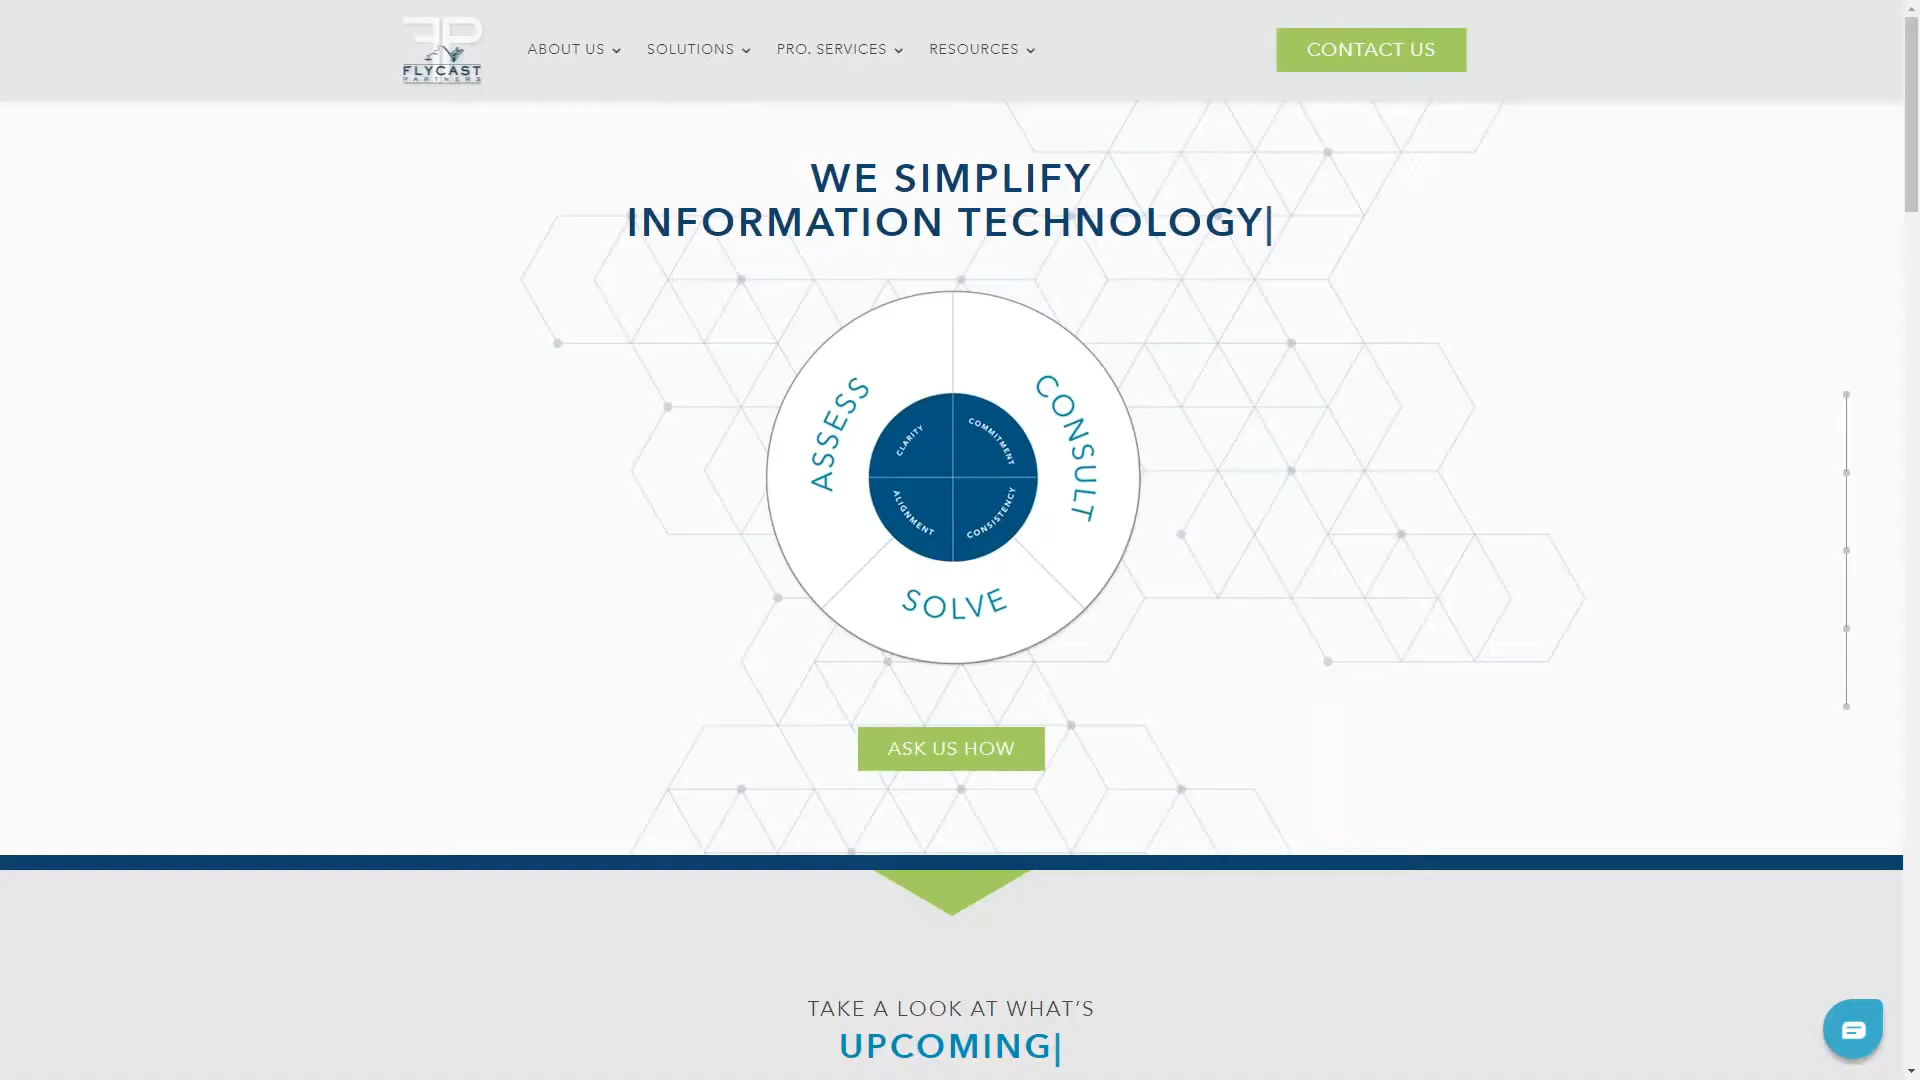 FP
FLYCAST
PARTNERS
ABOUT US
SOLUTIONS
PRO. SERVICES
RESOURCES
CONTACT US
WE SIMPLIFY
INFORMATION TECHNOLOGY|
ASSESS
CONSULT
SOLVE
CLARITY
COMMITMENT
ALIGNMENT
CONSISTENCY
ASK US HOW
TAKE A LOOK AT WHAT'S
UPCOMING|